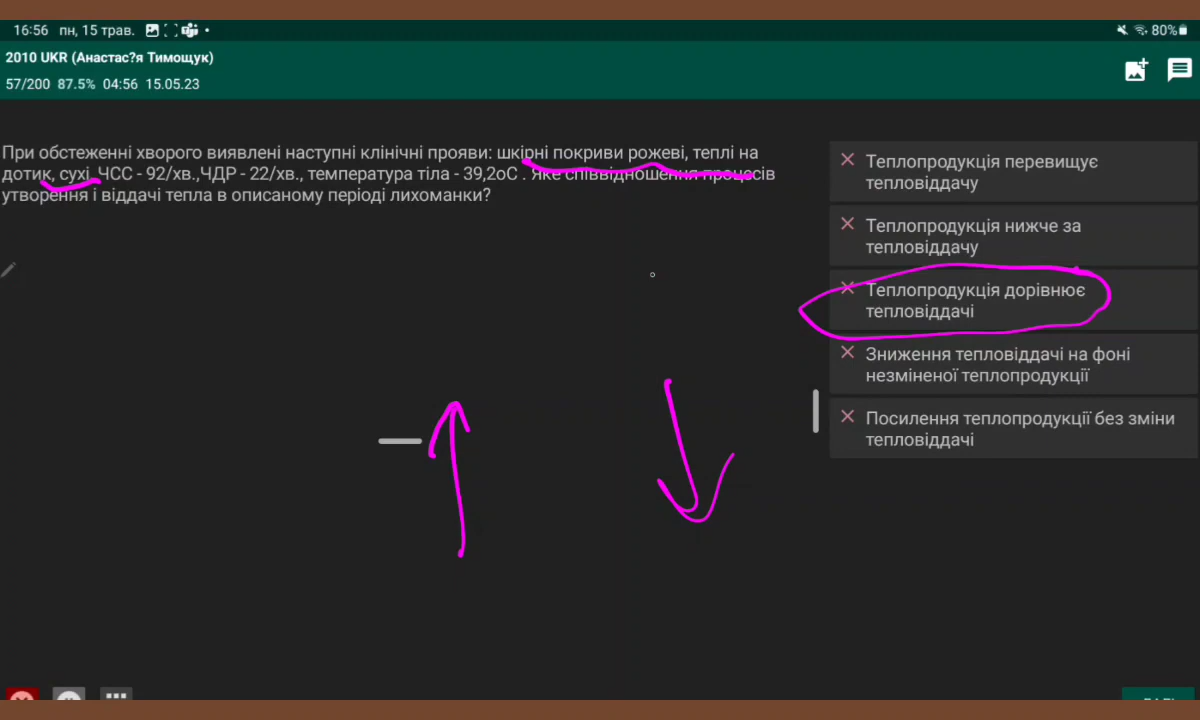 16:56 пн, 15 трав.
80%
2010 UKR (Анастас?я Тимощук)
57/200 87.5% 04:56 15.05.23
При обстеженні хворого виявлені наступні клінічні прояви: шкірні покриви рожеві, теплі на
дотик, сухі, ЧСС - 92/хв.,ЧДР - 22/хв., температура тіла - 39,2оС . Яке співвідношення процесів
утворення і віддачі тепла в описаному періоді лихоманки?
Теплопродукція перевищує
тепловіддачу
Теплопродукція нижче за
тепловіддачу
Теплопродукція дорівнює
тепловіддачі
Зниження тепловіддачі на фоні
незміненої теплопродукції
Посилення теплопродукції без зміни
тепловіддачі